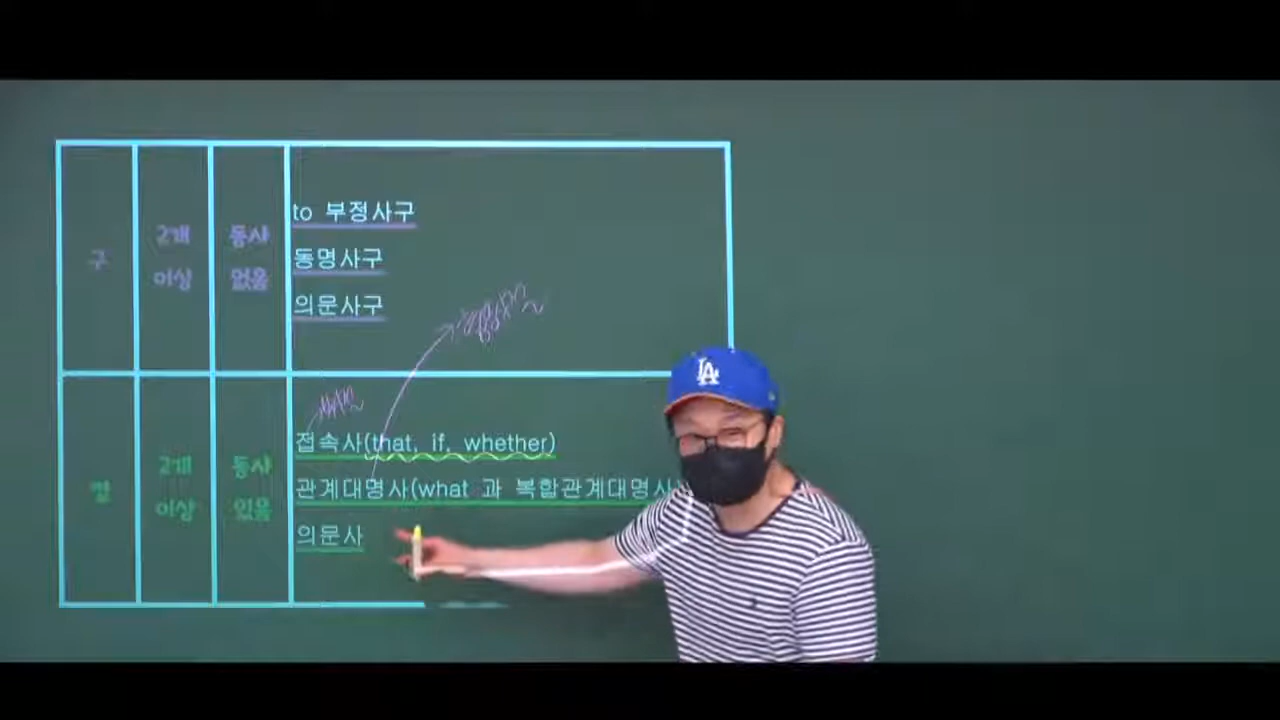 구
2개
이상
동사
없음
to 부정사구
동명사구
의문사구
절
2개
이상
동사
있음
접속사(that, if, whether)
관계대명사(what 과 복합관계대명사)
의문사
LA